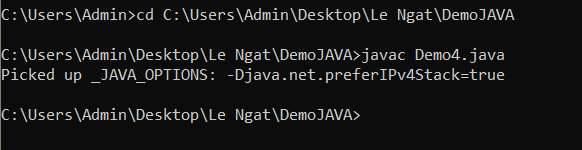 C:\Users\Admin>cd C:\Users\Admin\Desktop\Le Ngat\DemoJAVA
C:\Users\Admin\Desktop\Le Ngat\DemoJAVA>javac Demo4.java
Picked up _JAVA_OPTIONS: -Djava.net.preferIPv4Stack=true
C:\Users\Admin\Desktop\Le Ngat\DemoJAVA>